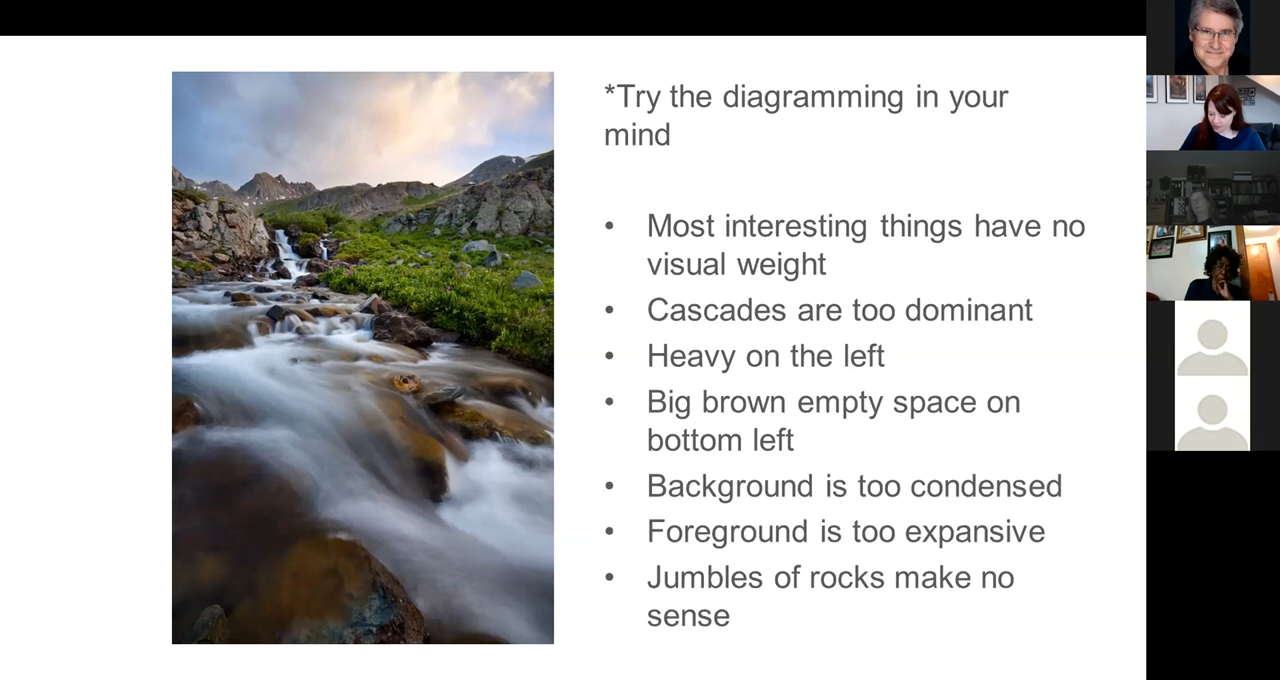 *Try the diagramming in your
mind
• Most interesting things have no
visual weight
• Cascades are too dominant
• Heavy on the left
• Big brown empty space on
bottom left
• Background is too condensed
• Foreground is too expansive
• Jumbles of rocks make no
sense